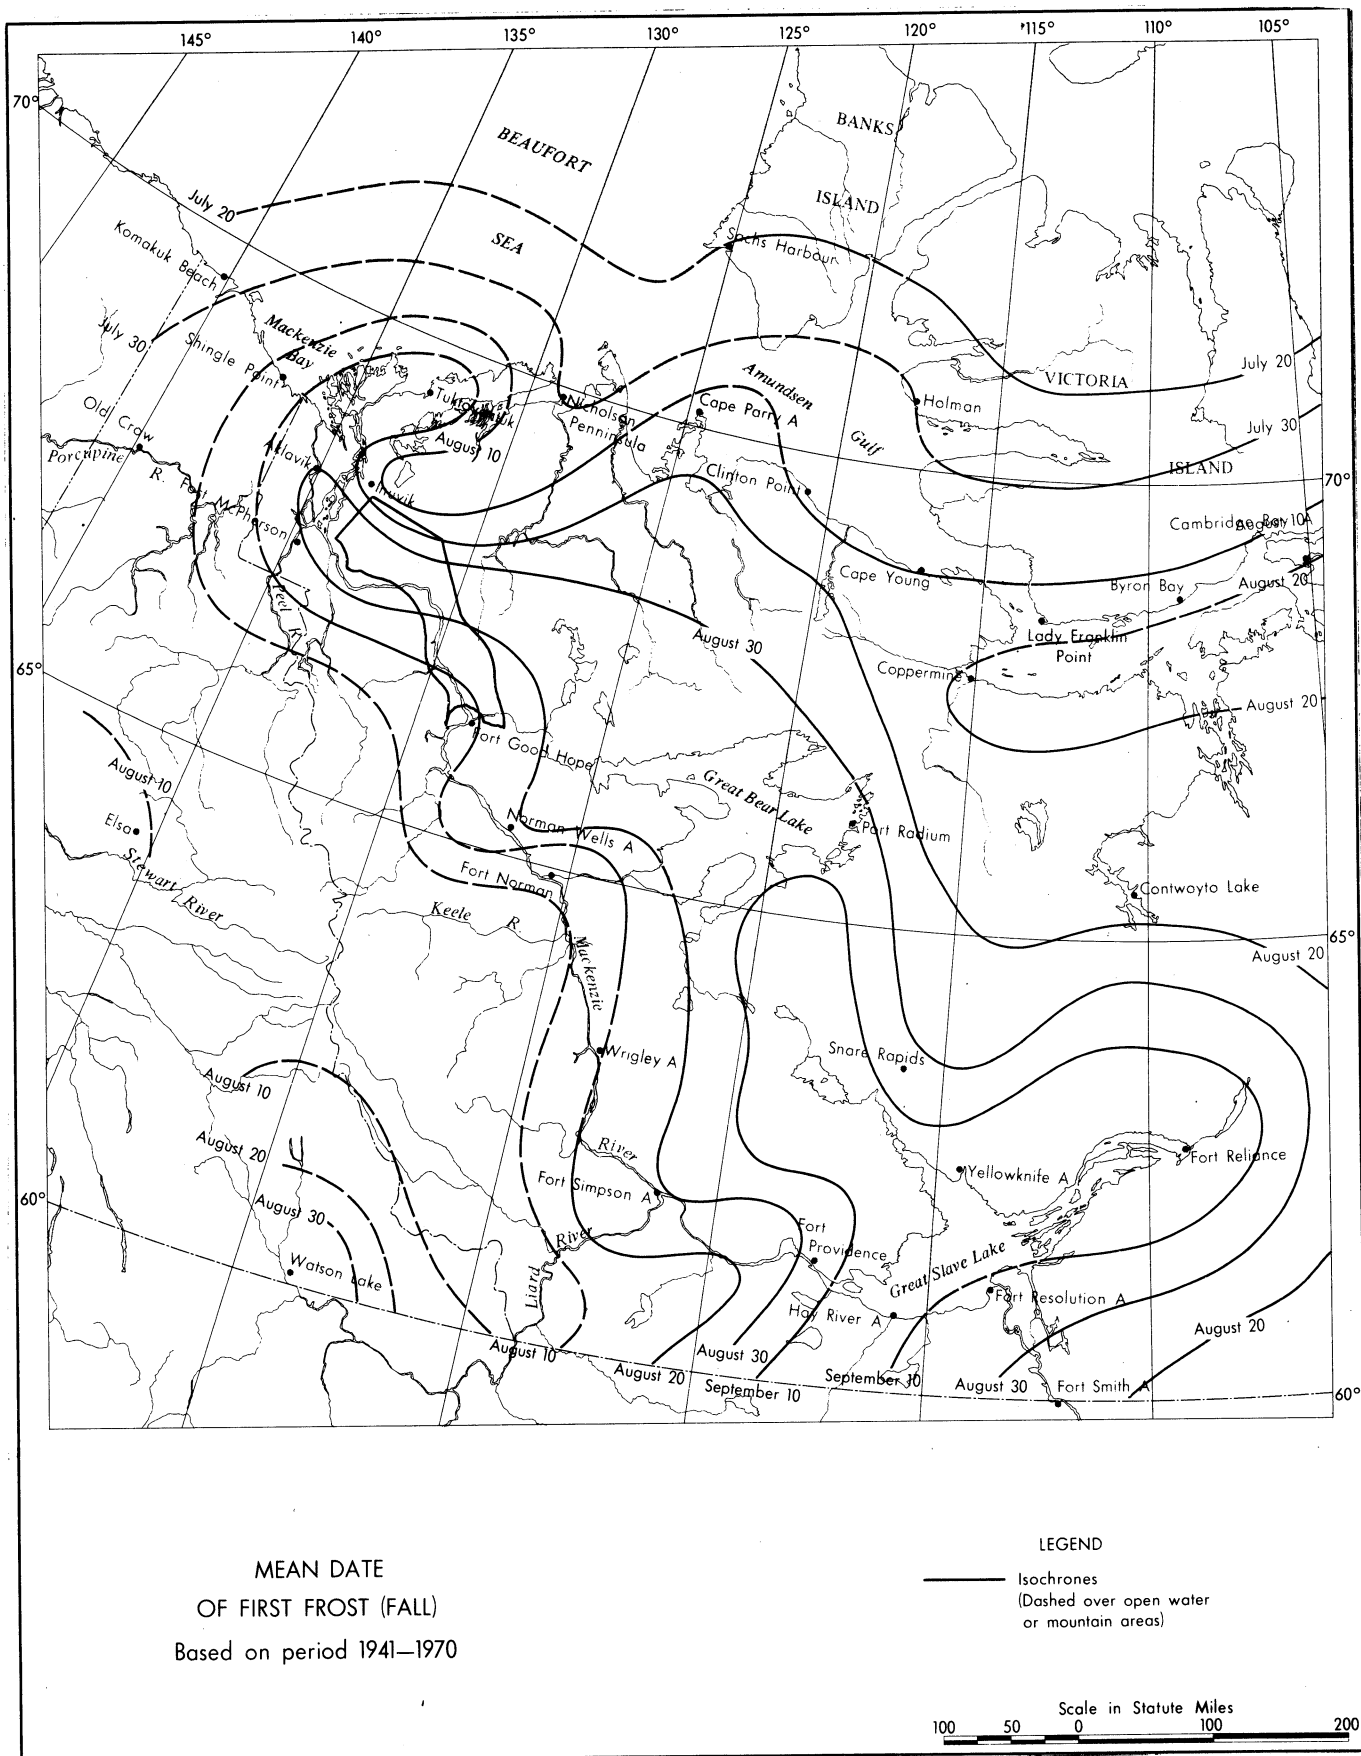 145° 140° 135° 130° 125° 120° 115° 110° 105°
70°
BEAUFORT
SEA
BANKS
ISLAND
July 20
Komakuk Beach
Sachs Harbour
July 30
Mackenzie
Bay
Shingle Point
Tuktoyaktuk
Nicholson
Penninsula
Amundsen
Gulf
Cape Parry A
Holman
VICTORIA
ISLAND
July 20
July 30
Old Crow
Porcupine
R.
Aklavik
August 10
Inuvik
Clinton Point
70°
Fort
McPherson
Cambridge Bay A
August 10
Cape Young
Byron Bay
August 20
Peel R.
August 30
Lady Franklin
Point
Coppermine
65°
August 20
Fort Good Hope
August 10
Elsa
Great Bear Lake
Port Radium
Norman Wells A
Stewart
River
Fort Norman
Keele R.
Contwoyto Lake
65°
August 20
Mackenzie
Wrigley A
Snare Rapids
August 10
August 20
River
Yellowknife A
Fort Reliance
60°
August 30
Fort Simpson A
River
Fort
Providence
Great Slave Lake
Watson Lake
Liard
Hay River A
Fort Resolution A
August 20
August 10
August 20
August 30
September 10
September 10
August 30
Fort Smith A
60°
MEAN DATE
OF FIRST FROST (FALL)
Based on period 1941—1970
LEGEND
Isochrones
(Dashed over open water
or mountain areas)
Scale in Statute Miles
100 50 0 100 200